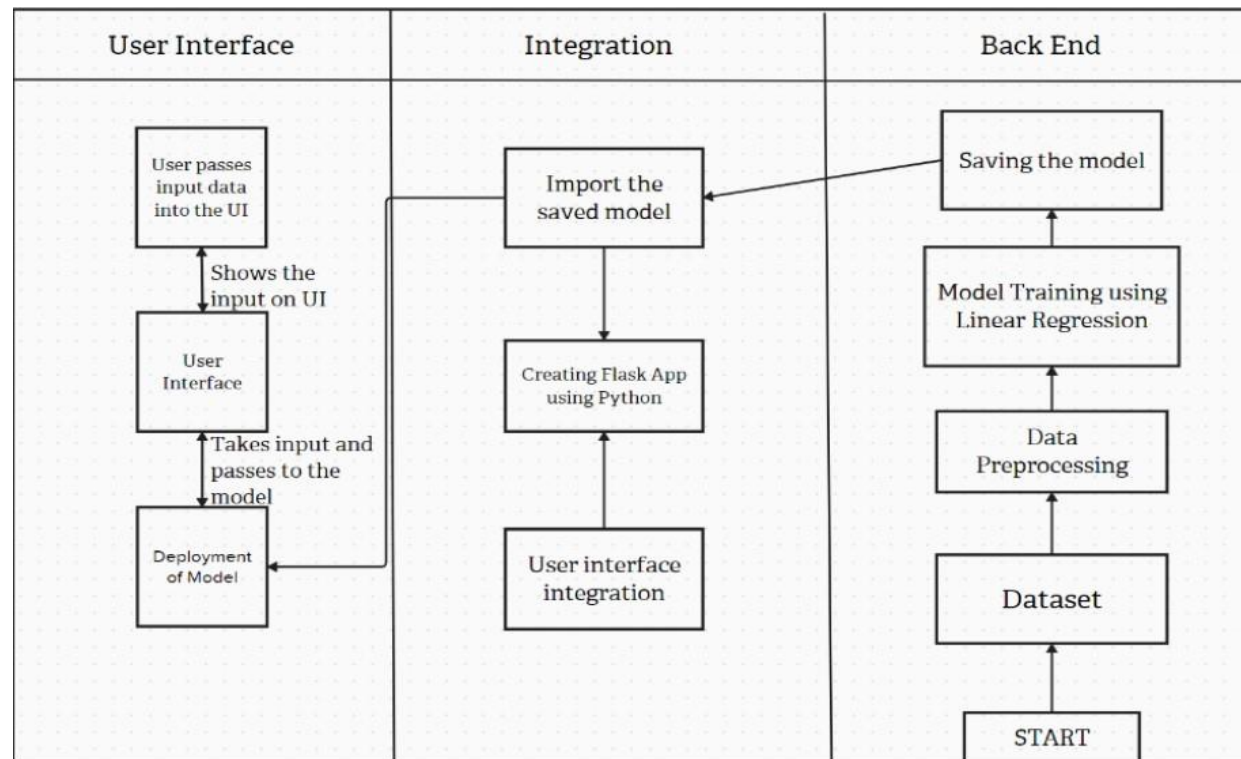 User Interface
Integration
Back End
User passes
input data
into the UI
Shows the
input on UI
User
Interface
Takes input and
passes to the
model
Deployment
of Model
Import the
saved model
Creating Flask App
using Python
User interface
integration
Saving the model
Model Training using
Linear Regression
Data
Preprocessing
Dataset
START